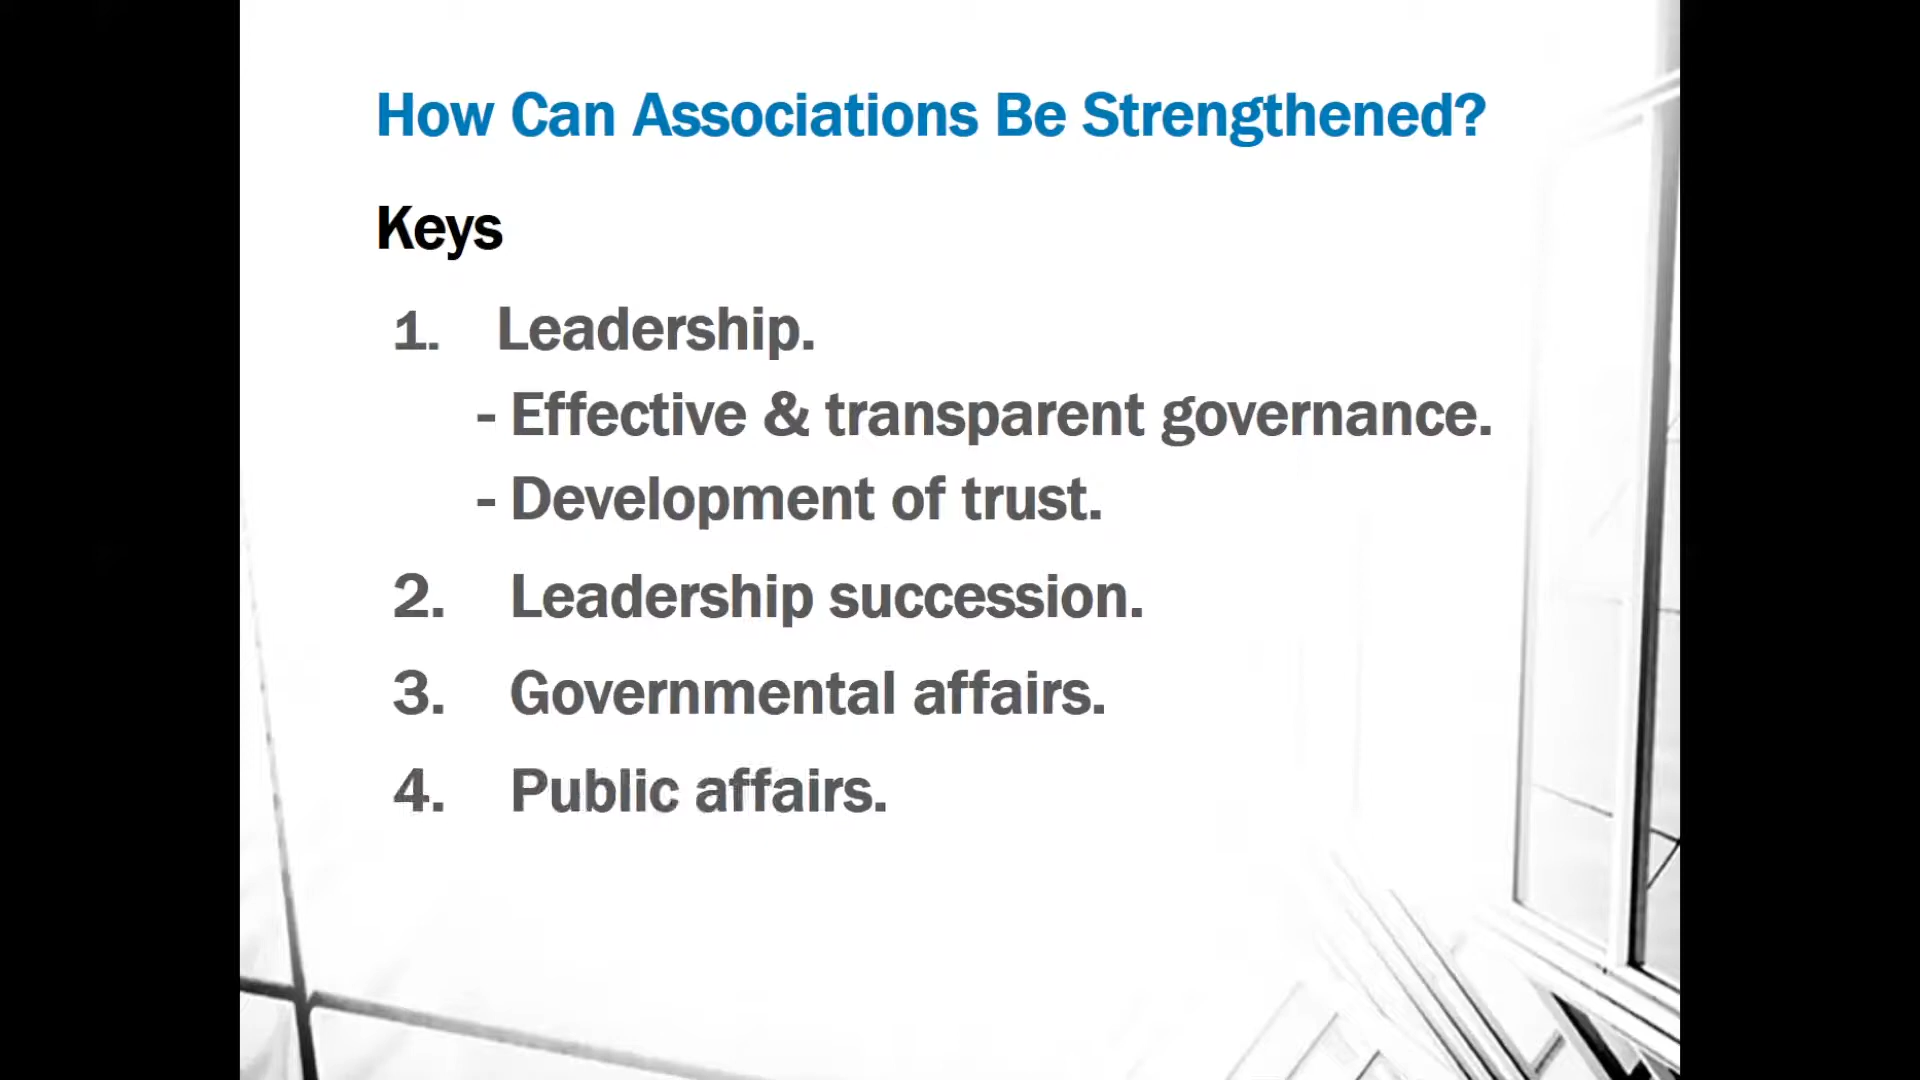 How Can Associations Be Strengthened?
Keys
1. Leadership.
- Effective & transparent governance.
- Development of trust.
2. Leadership succession.
3. Governmental affairs.
4. Public affairs.